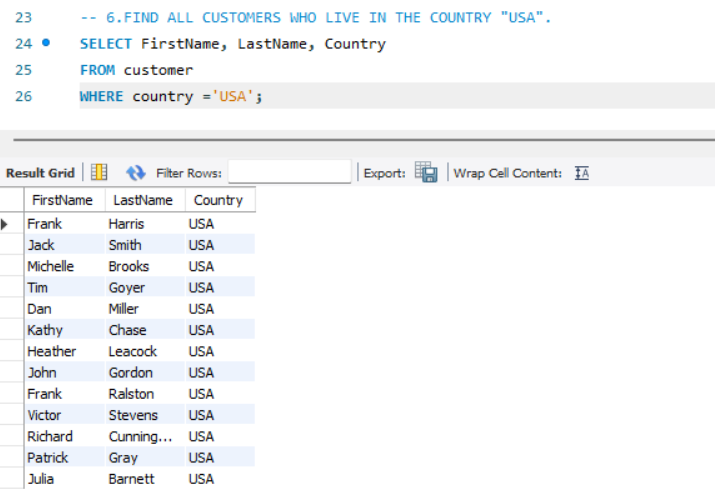 23 -- 6.FIND ALL CUSTOMERS WHO LIVE IN THE COUNTRY "USA".
24 SELECT FirstName, LastName, Country
25 FROM customer
26 WHERE country ='USA';
Result Grid Filter Rows: Export: Wrap Cell Content: IA
FirstName LastName Country
Frank Harris USA
Jack Smith USA
Michelle Brooks USA
Tim Goyer USA
Dan Miller USA
Kathy Chase USA
Heather Leacock USA
John Gordon USA
Frank Ralston USA
Victor Stevens USA
Richard Cunning... USA
Patrick Gray USA
Julia Barnett USA